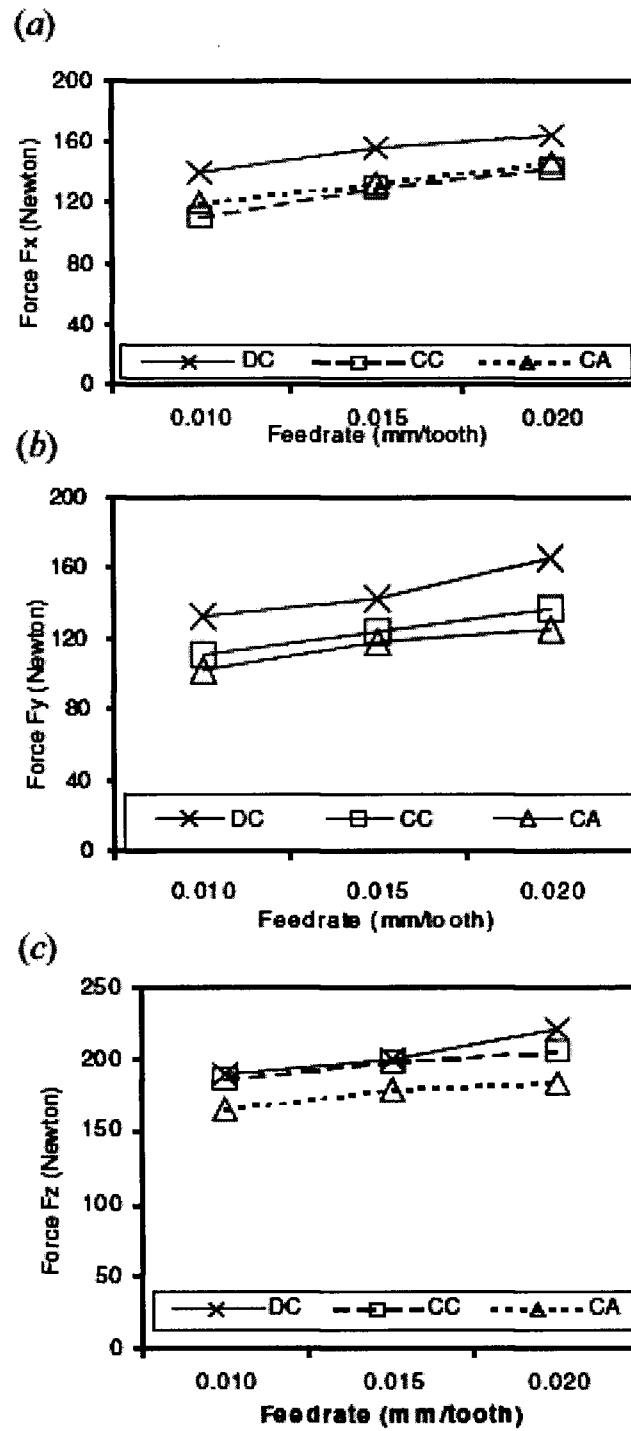 (a)
200
160
120
80
40
0
Force Fx (Newton)
DC CC CA
0.010 0.015 0.020
Feedrate (mm/tooth)
(b)
200
160
120
80
40
0
Force Fy (Newton)
DC CC CA
0.010 0.015 0.020
Feedrate (mm/tooth)
(c)
250
200
150
100
50
0
Force Fz (Newton)
DC CC CA
0.010 0.015 0.020
Feedrate (mm/tooth)